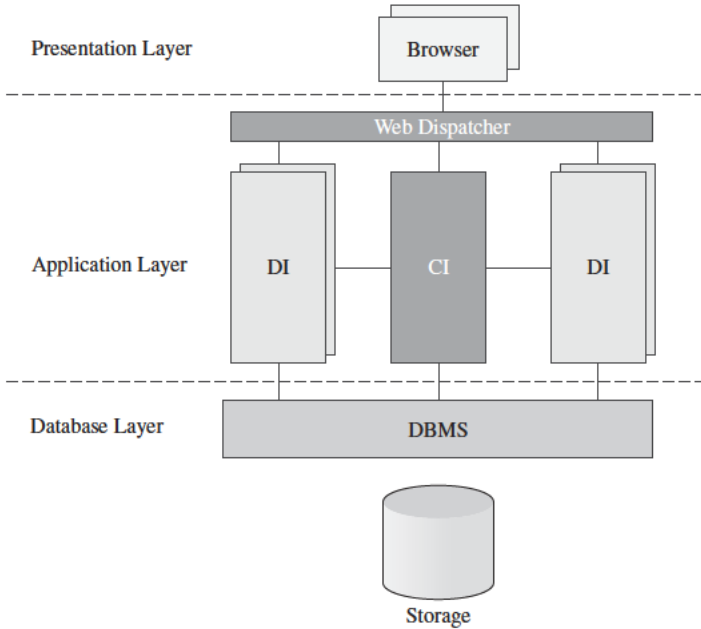 Presentation Layer
Browser
Web Dispatcher
Application Layer
DI
CI
DI
Database Layer
DBMS
Storage